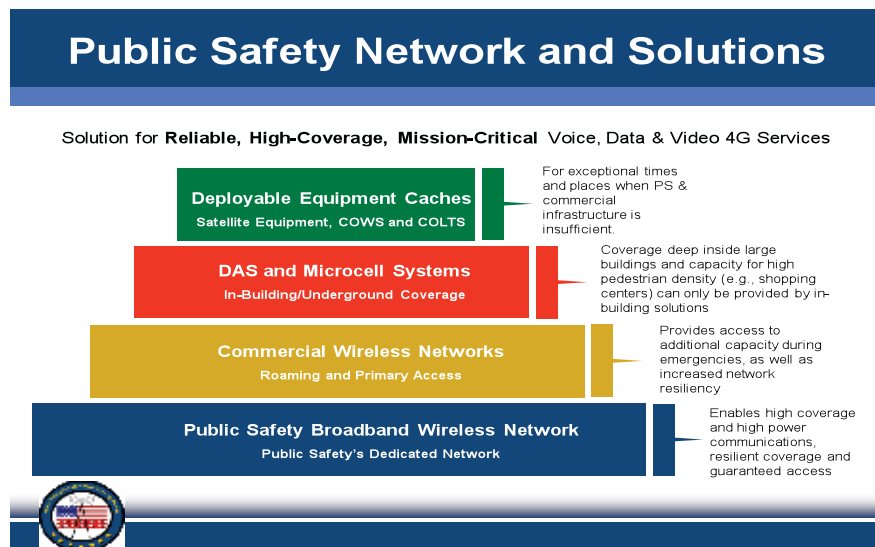 Public Safety Network and Solutions
Solution for Reliable, High-Coverage, Mission-Critical Voice, Data & Video 4G Services
Deployable Equipment Caches
Satellite Equipment, COWS and COLTS
For exceptional times
and places when PS &
commercial
infrastructure is
insufficient.
DAS and Microcell Systems
In-Building/Underground Coverage
Coverage deep inside large
buildings and capacity for high
pedestrian density (e.g., shopping
centers) can only be provided by in-
building solutions
Commercial Wireless Networks
Roaming and Primary Access
Provides access to
additional capacity during
emergencies, as well as
increased network
resiliency
Public Safety Broadband Wireless Network
Public Safety's Dedicated Network
Enables high coverage
and high power
communications,
resilient coverage and
guaranteed access